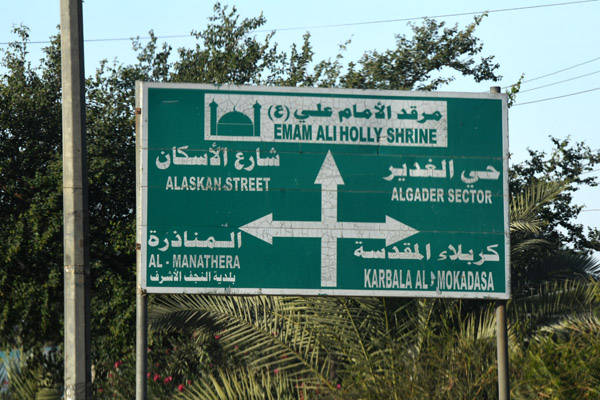 مرقد الأمام علي (ع)
EMAM ALI HOLLY SHRINE
شارع الأسكان
ALASKAN STREET
حي الغدير
ALGADER SECTOR
المناذرة
AL - MANATHERA
بلدية النجف الأشرف
كربلاء المقدسة
KARBALA AL MOKADASA